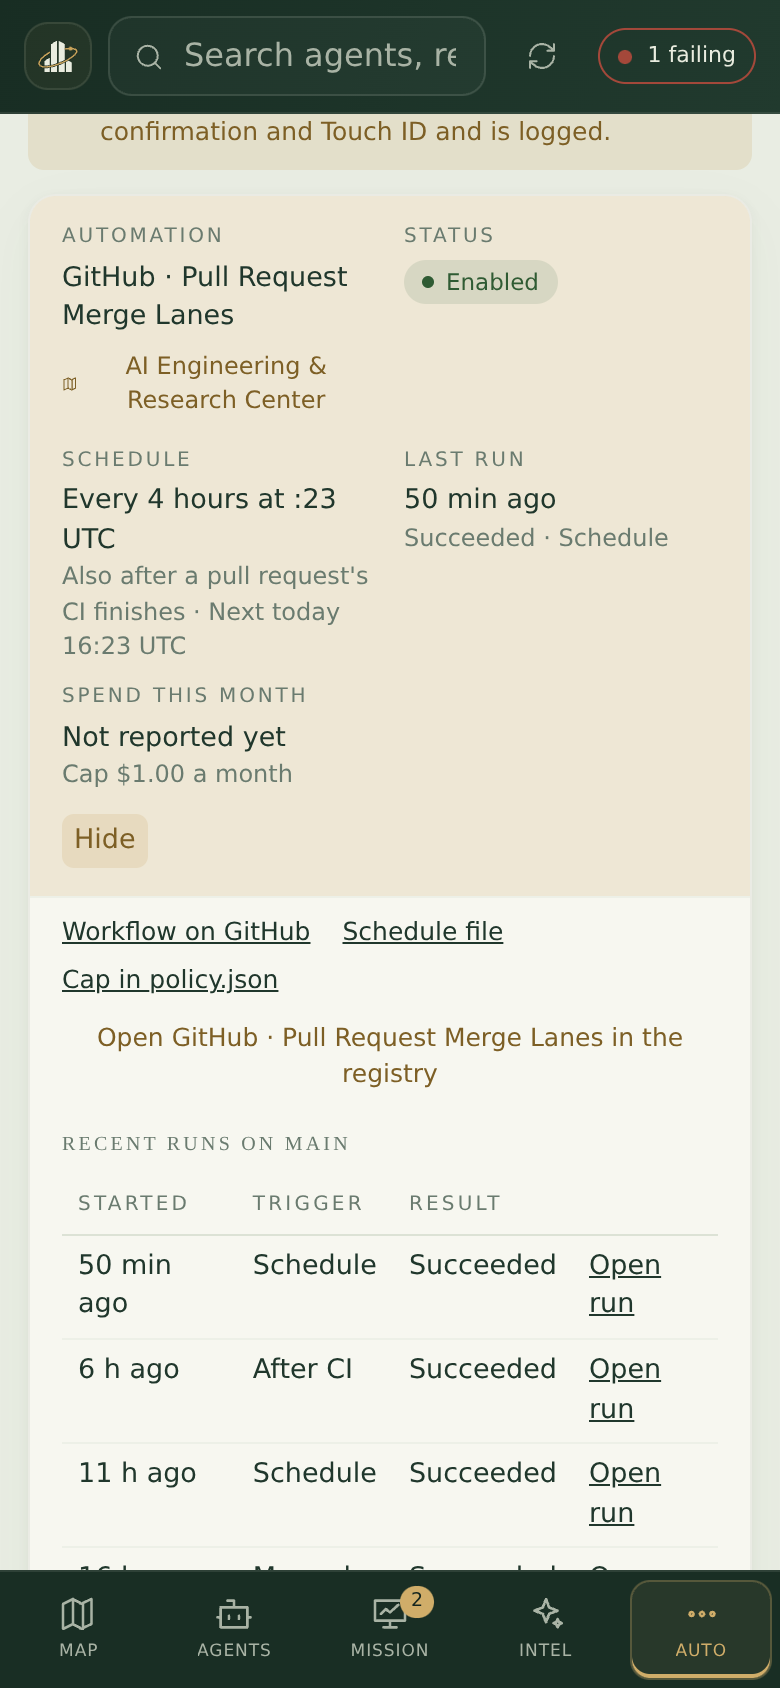 Search agents, re
1 failing
confirmation and Touch ID and is logged.
AUTOMATION
GitHub · Pull Request
Merge Lanes
AI Engineering &
Research Center
STATUS
Enabled
SCHEDULE
Every 4 hours at :23
UTC
Also after a pull request's
CI finishes · Next today
16:23 UTC
LAST RUN
50 min ago
Succeeded · Schedule
SPEND THIS MONTH
Not reported yet
Cap $1.00 a month
Hide
Workflow on GitHub Schedule file
Cap in policy.json
Open GitHub · Pull Request Merge Lanes in the
registry
RECENT RUNS ON MAIN
STARTED TRIGGER RESULT
50 min ago Schedule Succeeded Open run
6 h ago After CI Succeeded Open run
11 h ago Schedule Succeeded Open run
MAP
AGENTS
2
MISSION
INTEL
AUTO